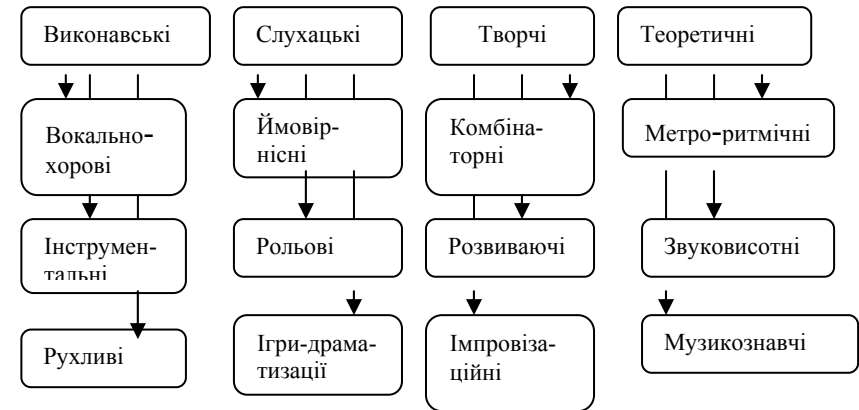 Виконавські
Слухацькі
Творчі
Теоретичні
Вокально-
хорові
Ймовір-
нісні
Комбіна-
торні
Метро-ритмічні
Інструмен-
тальні
Рольові
Розвиваючі
Звуковисотні
Рухливі
Ігри-драма-
тизації
Імпровіза-
ційні
Музикознавчі